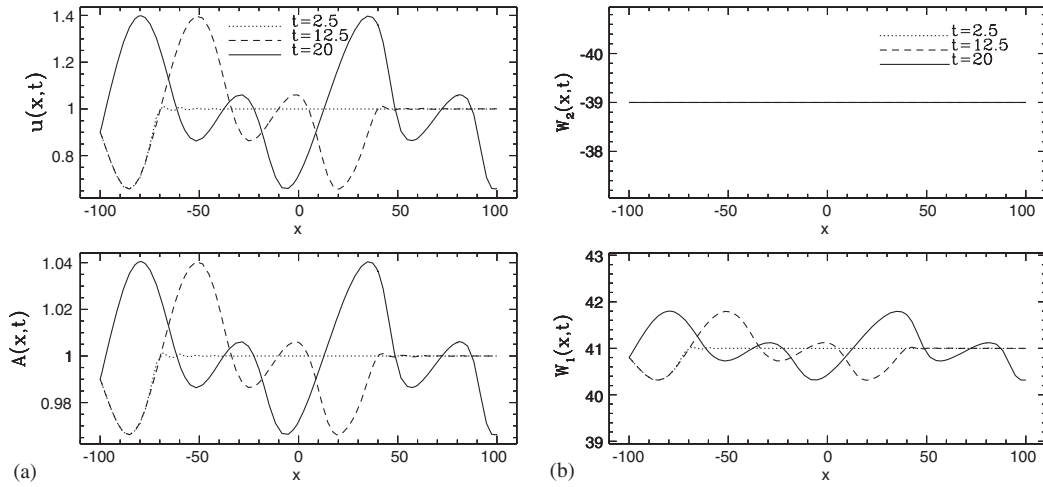 t=2.5
t=12.5
t=20
1.4
1.2
1
0.8
u(x,t)
-100 -50 0 50 100
x
t=2.5
t=12.5
t=20
-40
-39
-38
W2(x,t)
-100 -50 0 50 100
x
1.04
1.02
1
0.98
A(x,t)
-100 -50 0 50 100
x
(a)
43
42
41
40
39
W1(x,t)
-100 -50 0 50 100
x
(b)